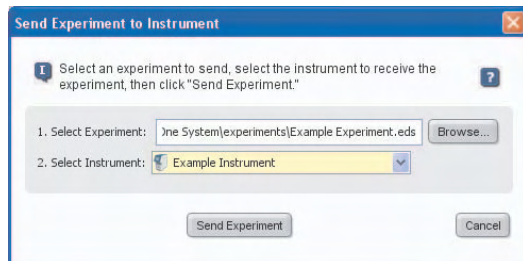 Send Experiment to Instrument
Select an experiment to send, select the instrument to receive the
experiment, then click "Send Experiment."
1. Select Experiment: One System\experiments\Example Experiment.eds Browse...
2. Select Instrument: Example Instrument
Send Experiment Cancel